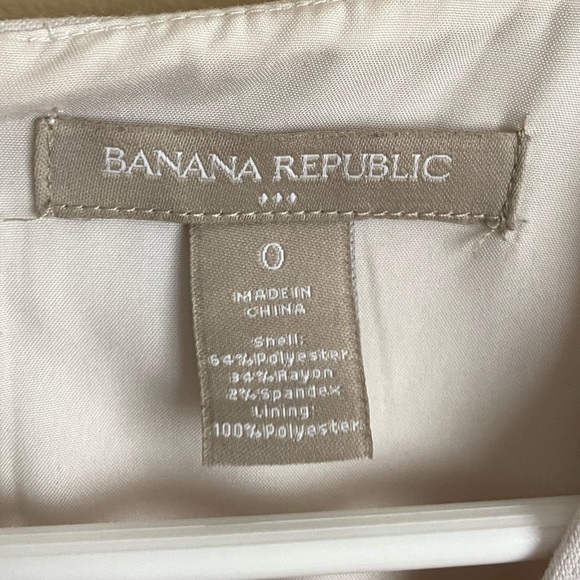 BANANA REPUBLIC
0
MADE IN
CHINA
Shell:
64%Polyester
34%Rayon
2%Spandex
Lining:
100%Polyester